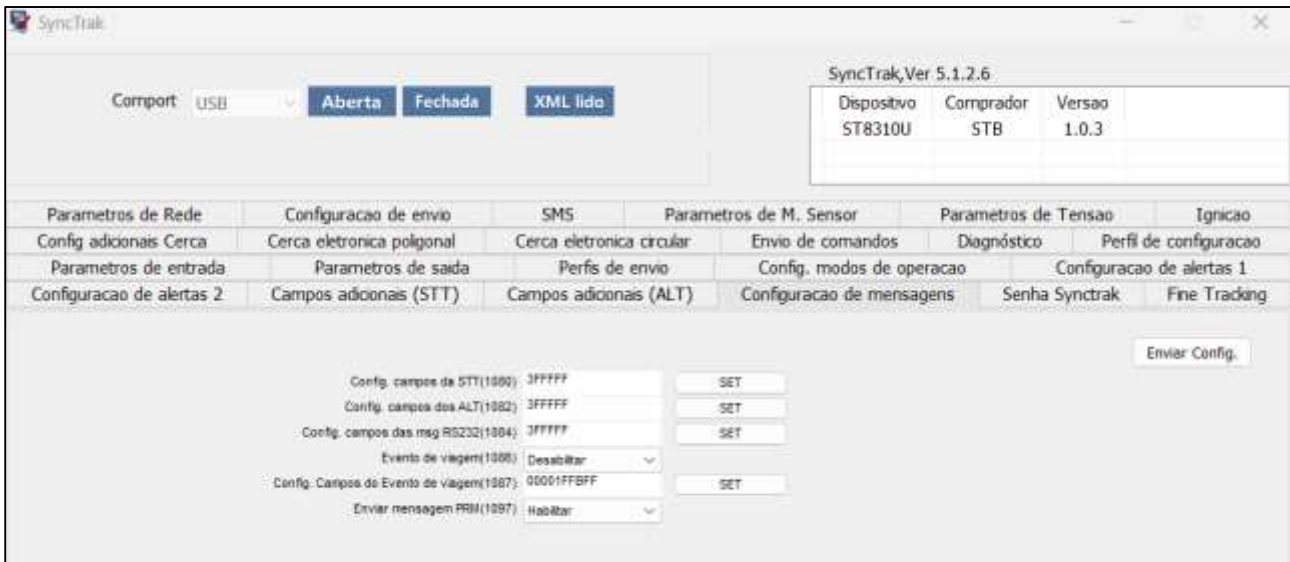 SyncTrak
SyncTrak,Ver 5.1.2.6
Comport USB Aberta Fechada XML lido
Dispositivo Comprador Versao
ST8310U STB 1.0.3
Parametros de Rede Configuracao de envio SMS Parametros de M. Sensor Parametros de Tensao Ignicao
Config adicionais Cerca Cerca eletronica poligonal Cerca eletronica circular Envio de comandos Diagnóstico Perfil de configuracao
Parametros de entrada Parametros de saida Perfis de envio Config. modos de operacao Configuracao de alertas 1
Configuracao de alertas 2 Campos adicionais (STT) Campos adicionais (ALT) Configuracao de mensagens Senha Synctrak Fine Tracking
Enviar Config.
Config. campos da STT(1080) 3FFFFF SET
Config. campos dos ALT(1082) 3FFFFF SET
Config. campos das msg RS232(1084) 3FFFFF SET
Evento de viagem(1086) Desabilitar
Config. Campos do Evento de viagem(1087) 00001FFBFF SET
Enviar mensagem PRM(1097) Habilitar